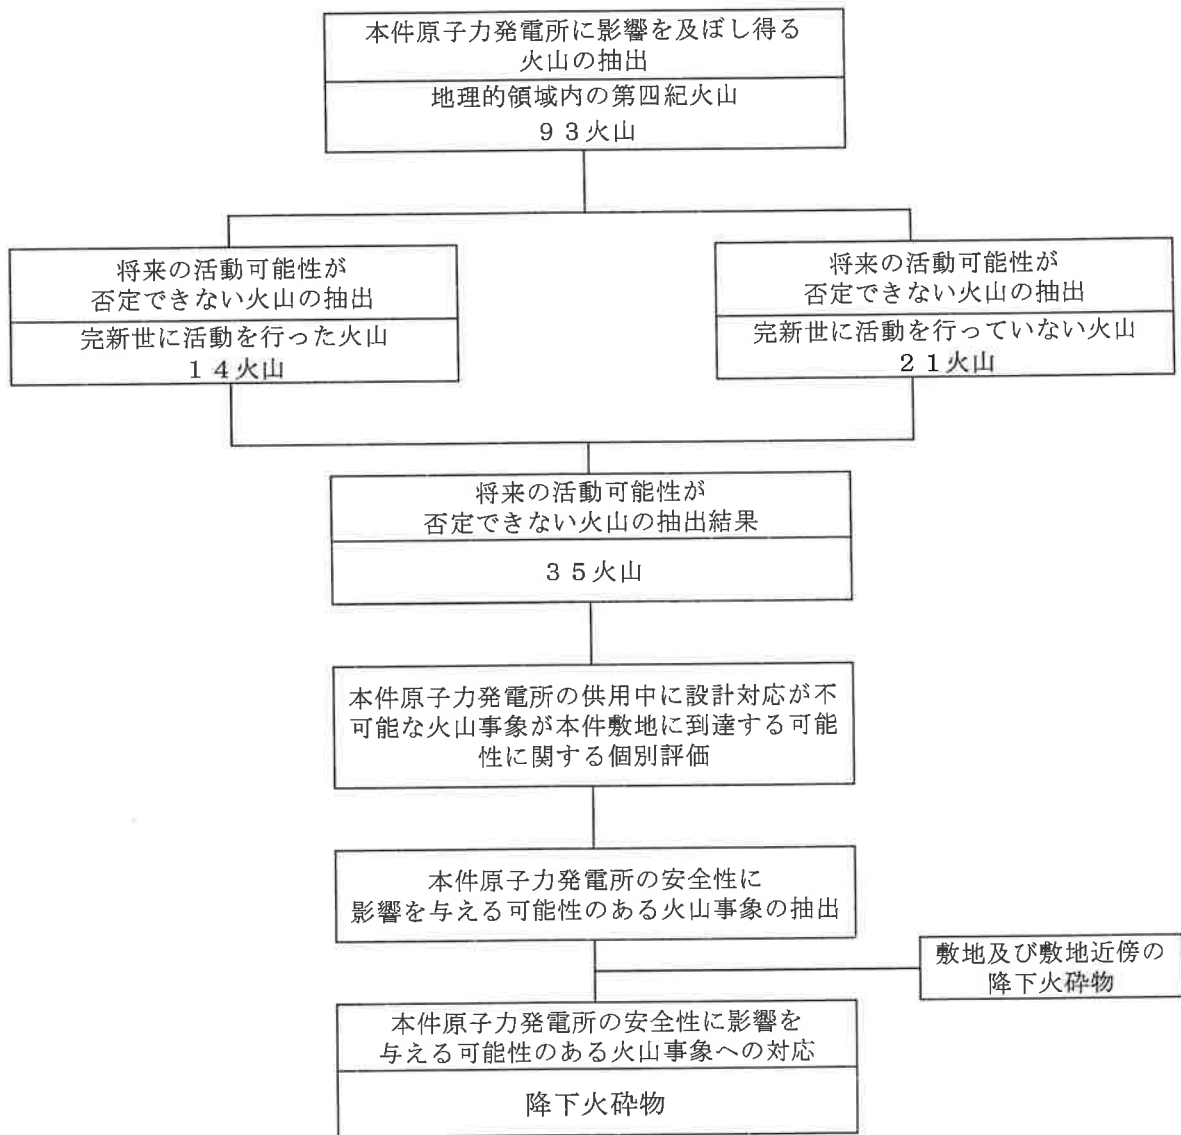 本件原子力発電所に影響を及ぼし得る
火山の抽出
地理的領域内の第四紀火山
９３火山
将来の活動可能性が
否定できない火山の抽出
完新世に活動を行った火山
１４火山
将来の活動可能性が
否定できない火山の抽出
完新世に活動を行っていない火山
２１火山
将来の活動可能性が
否定できない火山の抽出結果
３５火山
本件原子力発電所の供用中に設計対応が不
可能な火山事象が本件敷地に到達する可能
性に関する個別評価
本件原子力発電所の安全性に
影響を与える可能性のある火山事象の抽出
敷地及び敷地近傍の
降下火砕物
本件原子力発電所の安全性に影響を
与える可能性のある火山事象への対応
降下火砕物